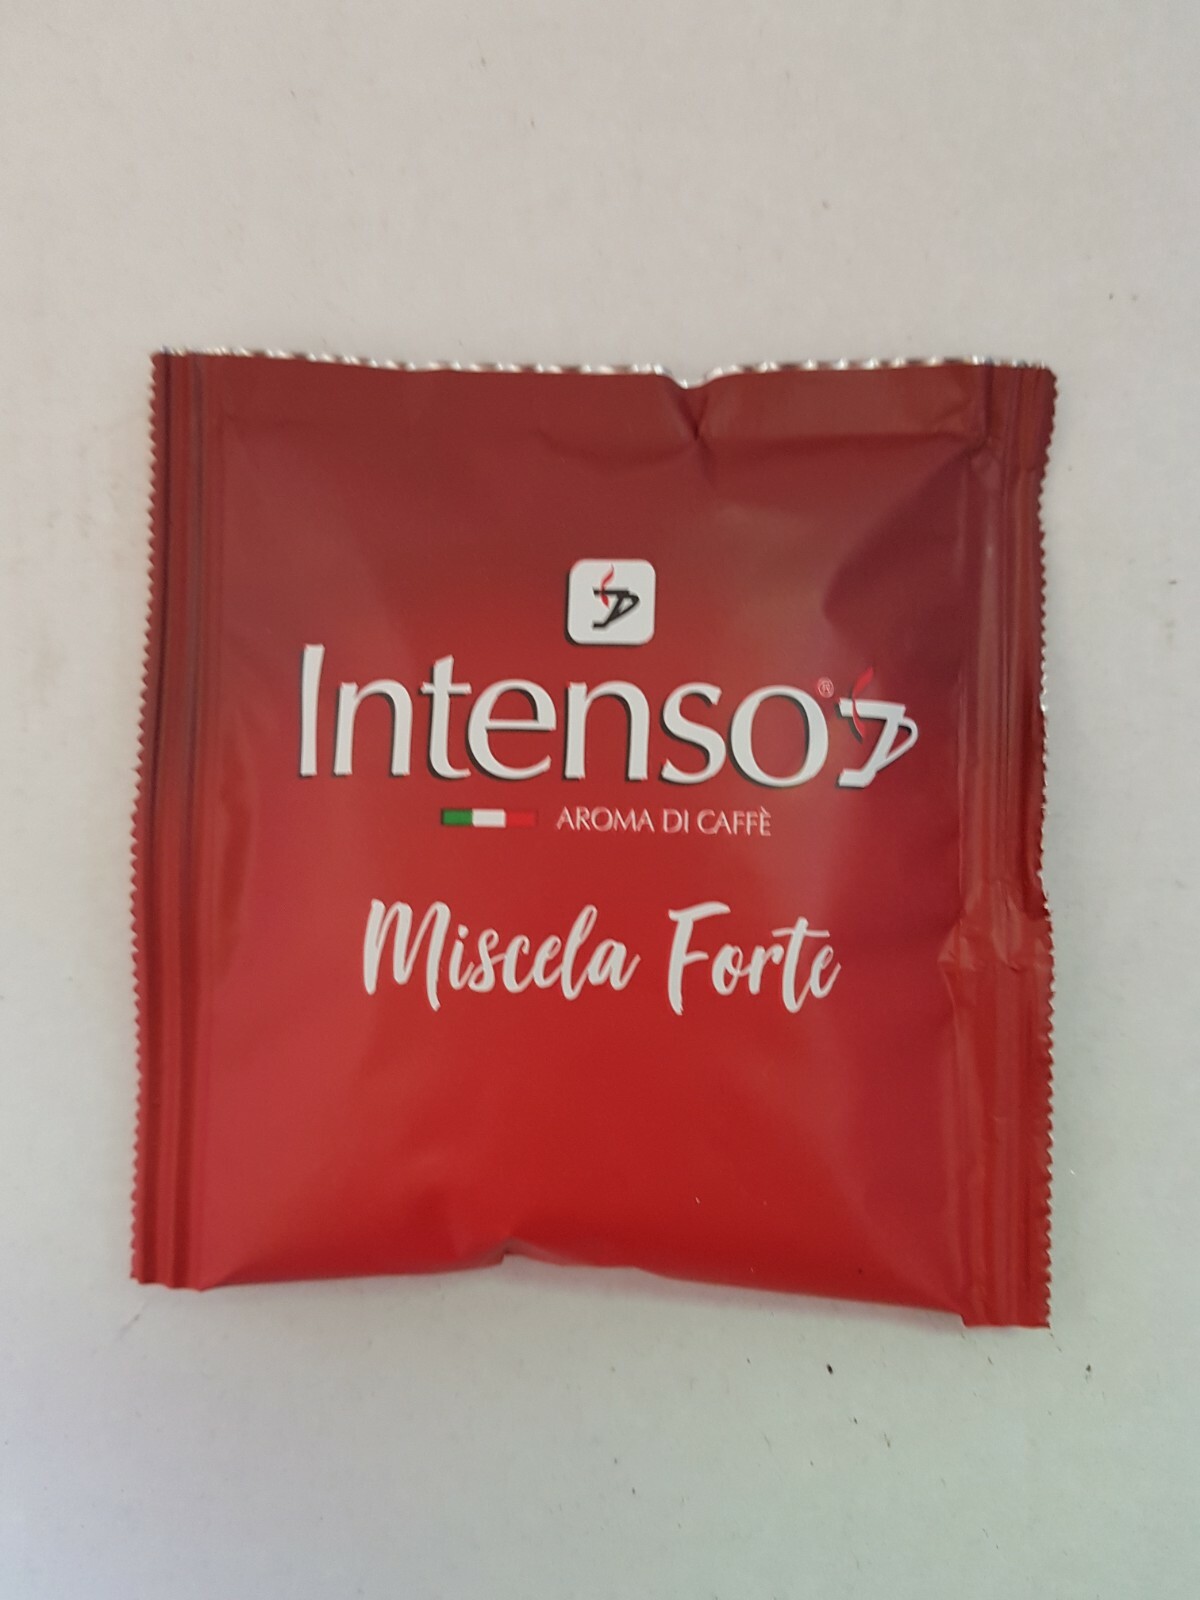 Intenso®
AROMA DI CAFFÈ
Miscela Forte